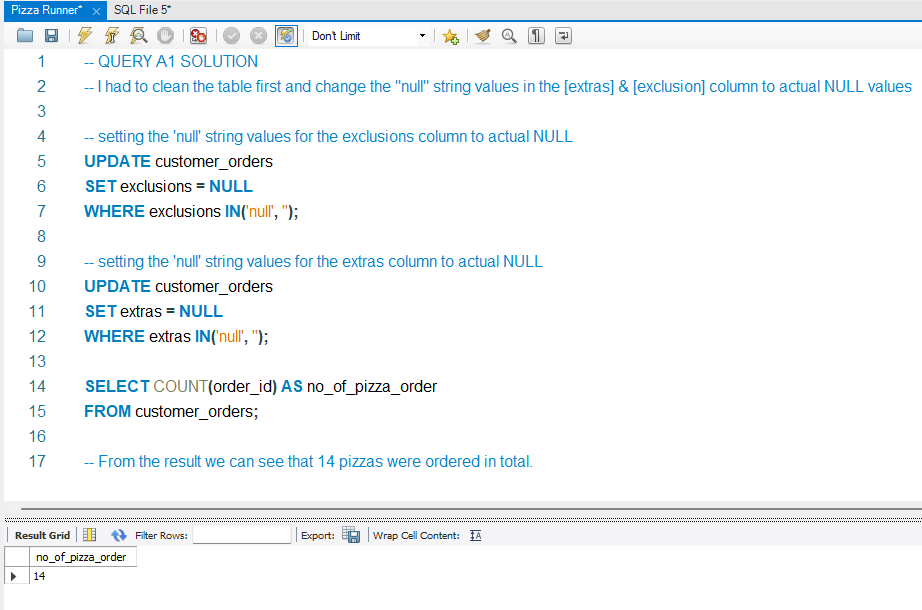 Pizza Runner* × SQL File 5*
Don't Limit
1 -- QUERY A1 SOLUTION
2 -- I had to clean the table first and change the "null" string values in the [extras] & [exclusion] column to actual NULL values
3
4 -- setting the 'null' string values for the exclusions column to actual NULL
5 UPDATE customer_orders
6 SET exclusions = NULL
7 WHERE exclusions IN('null', '');
8
9 -- setting the 'null' string values for the extras column to actual NULL
10 UPDATE customer_orders
11 SET extras = NULL
12 WHERE extras IN('null', '');
13
14 SELECT COUNT(order_id) AS no_of_pizza_order
15 FROM customer_orders;
16
17 -- From the result we can see that 14 pizzas were ordered in total.
Result Grid Filter Rows: Export: Wrap Cell Content:
no_of_pizza_order
14